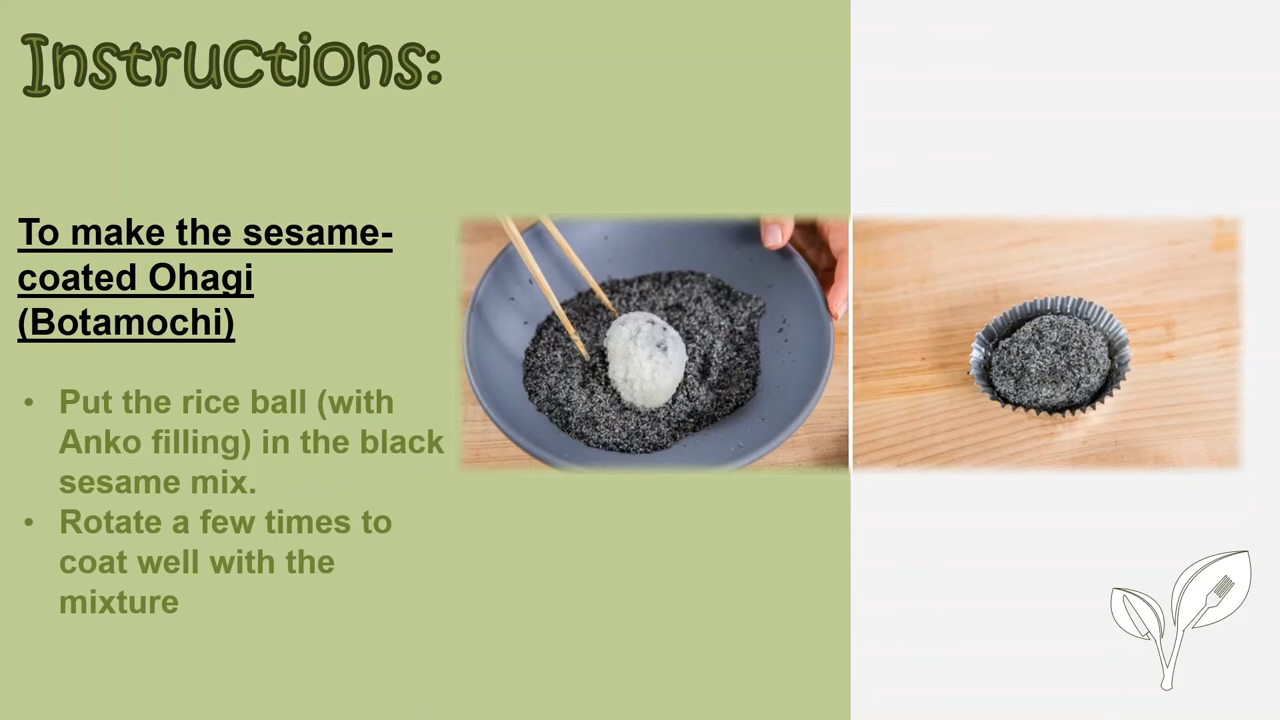 Instructions:
To make the sesame-
coated Ohagi
(Botamochi)
• Put the rice ball (with
Anko filling) in the black
sesame mix.
• Rotate a few times to
coat well with the
mixture